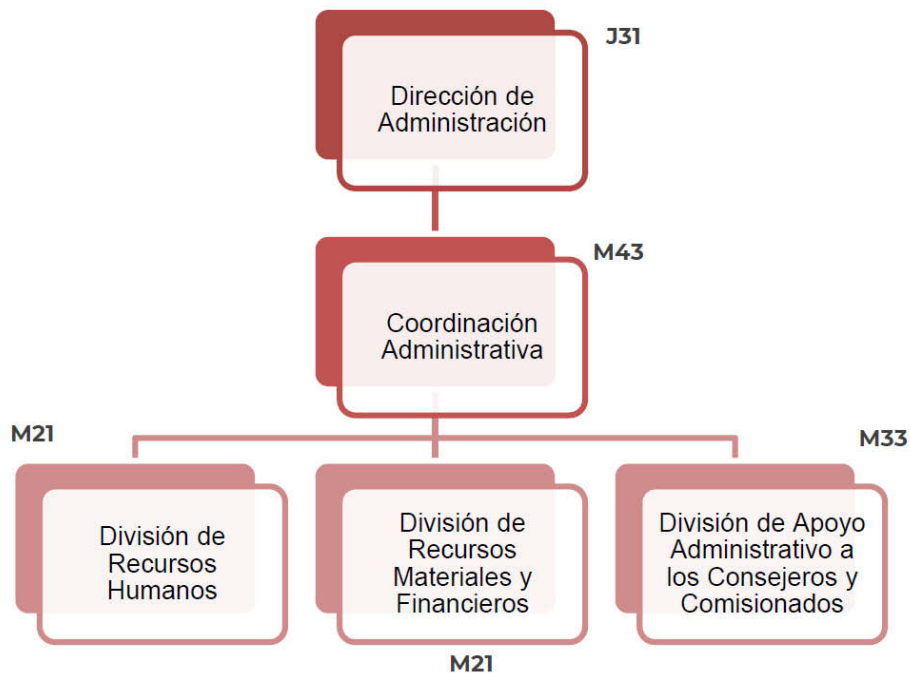 J31
Dirección de
Administración
M43
Coordinación
Administrativa
M21
M33
División de
Recursos
Humanos
División de
Recursos
Materiales y
Financieros
División de Apoyo
Administrativo a
los Consejeros y
Comisionados
M21